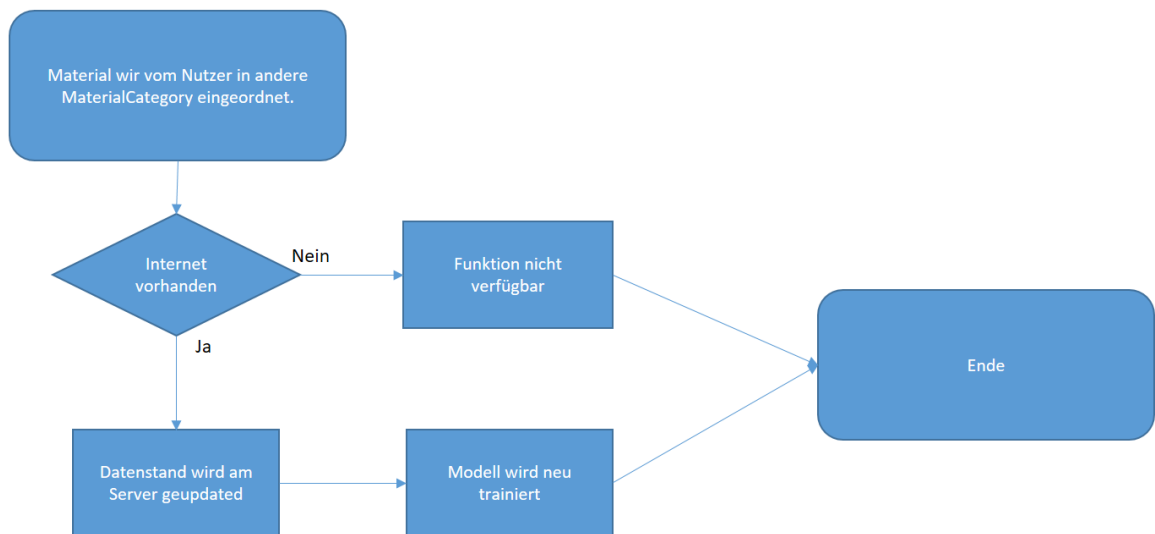 Material wir vom Nutzer in andere
MaterialCategory eingeordnet.
Internet
vorhanden
Nein
Funktion nicht
verfügbar
Ja
Datenstand wird am
Server geupdated
Modell wird neu
trainiert
Ende